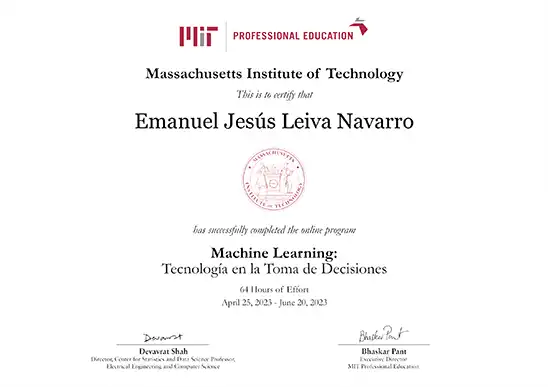 MIT PROFESSIONAL EDUCATION
Massachusetts Institute of Technology
This is to certify that
Emanuel Jesús Leiva Navarro
MASSACHUSETTS
INSTITUTE OF TECHNOLOGY
has successfully completed the online program
Machine Learning:
Tecnología en la Toma de Decisiones
64 Hours of Effort
April 25, 2023 - June 20, 2023
Devavrat
Devavrat Shah
Director, Center for Statistics and Data Science Professor,
Electrical Engineering and Computer Science
Bhaskar Pant
Bhaskar Pant
Executive Director
MIT Professional Education